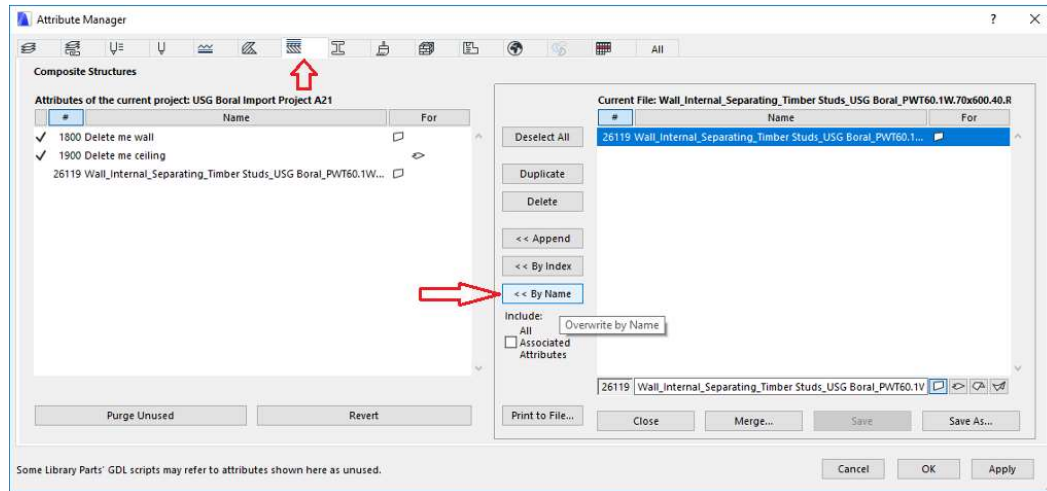 Attribute Manager
? X
All
Composite Structures
Attributes of the current project: USG Boral Import Project A21
# Name For
1800 Delete me wall
1900 Delete me ceiling
26119 Wall_Internal_Separating_Timber Studs_USG Boral_PWT60.1W...
Purge Unused
Revert
Deselect All
Duplicate
Delete
<< Append
<< By Index
<< By Name
Overwrite by Name
Include:
All
Associated
Attributes
Print to File...
Current File: Wall_Internal_Separating_Timber Studs_USG Boral_PWT60.1W.70x600.40.R
# Name For
26119 Wall_Internal_Separating_Timber Studs_USG Boral_PWT60.1...
26119 Wall_Internal_Separating_Timber Studs_USG Boral_PWT60.1V
Close
Merge...
Save
Save As...
Some Library Parts' GDL scripts may refer to attributes shown here as unused.
Cancel
OK
Apply